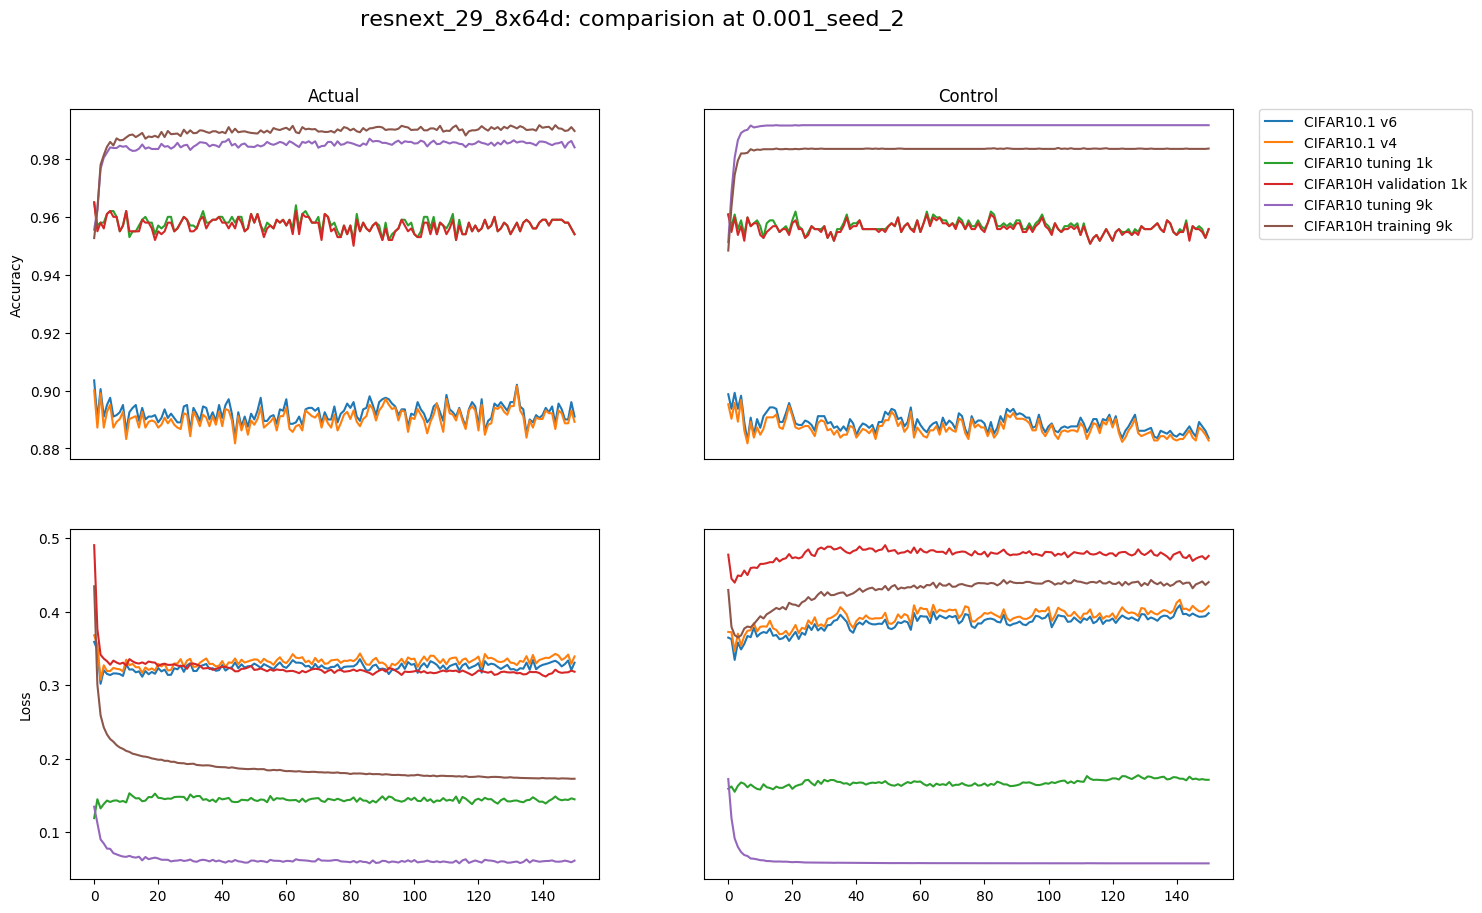 resnext_29_8x64d: comparision at 0.001_seed_2
Actual
Control
Accuracy
0.98
0.96
0.94
0.92
0.90
0.88
CIFAR10.1 v6
CIFAR10.1 v4
CIFAR10 tuning 1k
CIFAR10H validation 1k
CIFAR10 tuning 9k
CIFAR10H training 9k
Loss
0.5
0.4
0.3
0.2
0.1
0 20 40 60 80 100 120 140
0 20 40 60 80 100 120 140